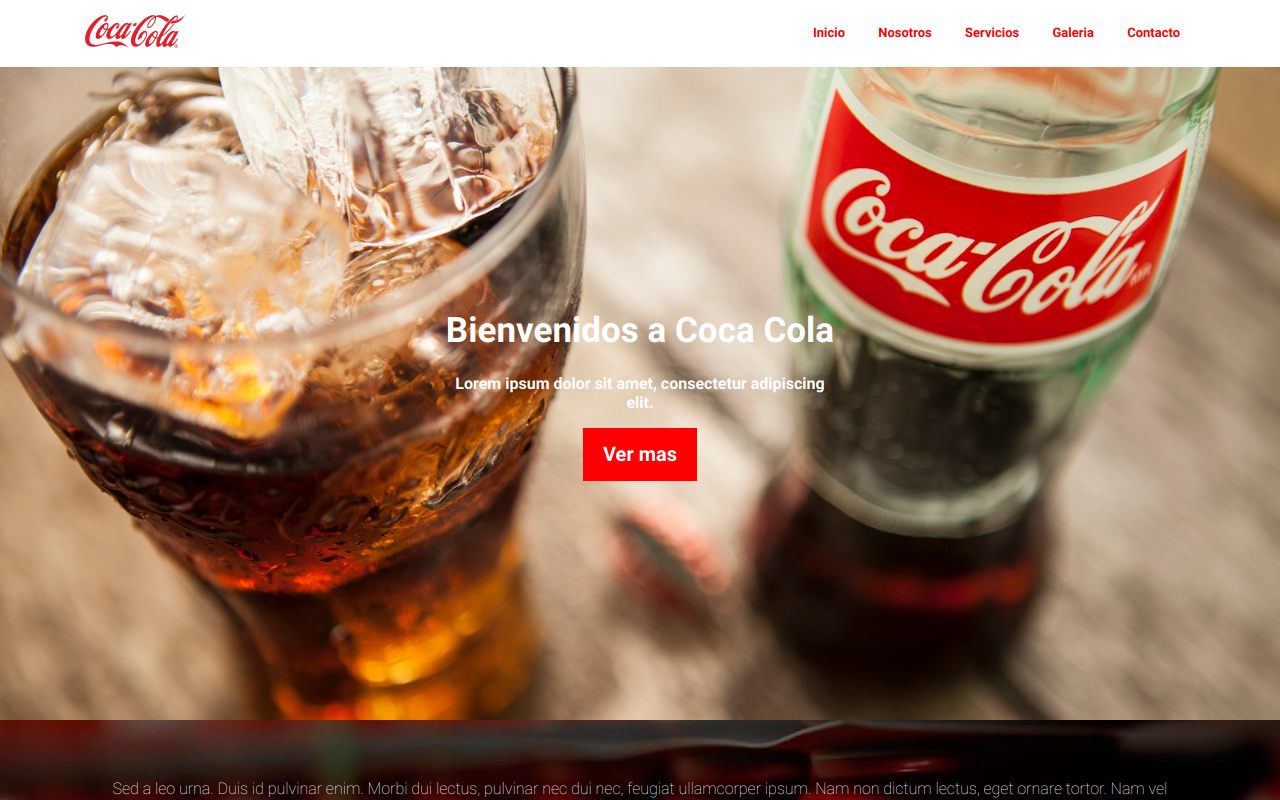 Coca-Cola
Inicio Nosotros Servicios Galeria Contacto
Coca-Cola
Bienvenidos a Coca Cola
Lorem ipsum dolor sit amet, consectetur adipiscing
elit.
Ver mas
Sed a leo urna. Duis id pulvinar enim. Morbi dui lectus, pulvinar nec dui nec, feugiat ullamcorper ipsum. Nam non dictum lectus, eget ornare tortor. Nam vel